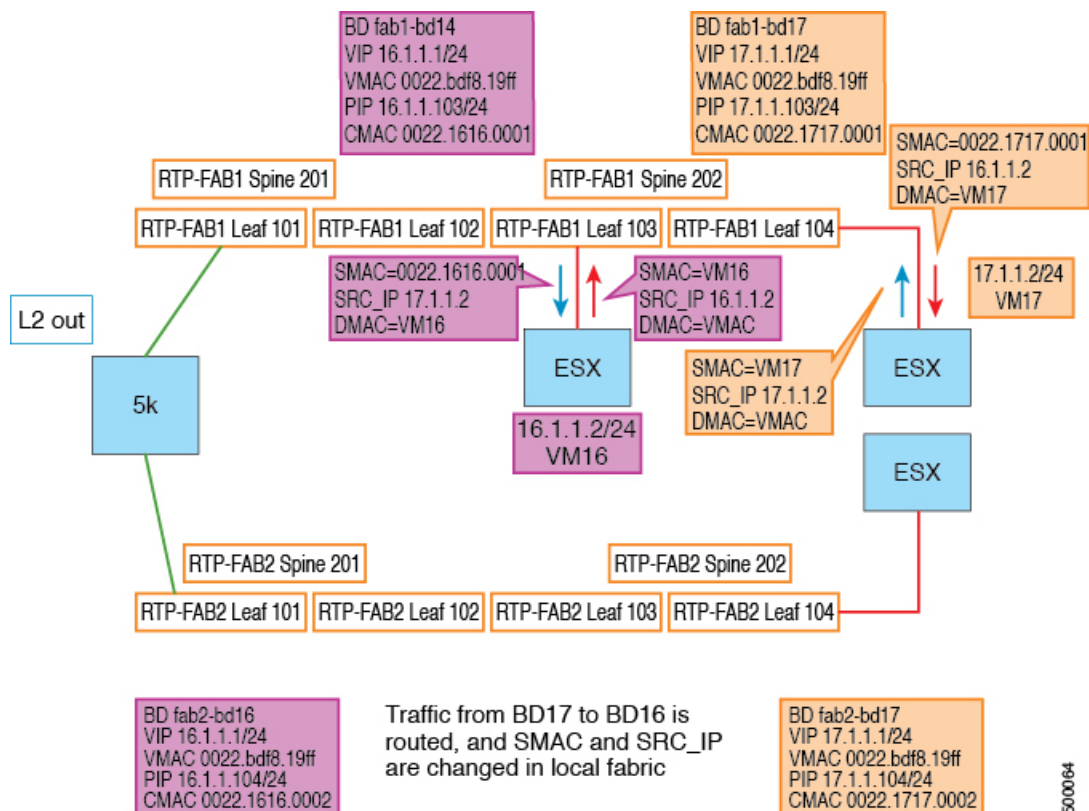 BD fab1-bd14
VIP 16.1.1.1/24
VMAC 0022.bdf8.19ff
PIP 16.1.1.103/24
CMAC 0022.1616.0001
BD fab1-bd17
VIP 17.1.1.1/24
VMAC 0022.bdf8.19ff
PIP 17.1.1.103/24
CMAC 0022.1717.0001
SMAC=0022.1717.0001
SRC_IP 16.1.1.2
DMAC=VM17
RTP-FAB1 Spine 201
RTP-FAB1 Spine 202
RTP-FAB1 Leaf 101
RTP-FAB1 Leaf 102
RTP-FAB1 Leaf 103
RTP-FAB1 Leaf 104
SMAC=0022.1616.0001
SRC_IP 17.1.1.2
DMAC=VM16
SMAC=VM16
SRC_IP 16.1.1.2
DMAC=VMAC
17.1.1.2/24
VM17
L2 out
5k
ESX
16.1.1.2/24
VM16
SMAC=VM17
SRC_IP 17.1.1.2
DMAC=VMAC
ESX
ESX
RTP-FAB2 Spine 201
RTP-FAB2 Spine 202
RTP-FAB2 Leaf 101
RTP-FAB2 Leaf 102
RTP-FAB2 Leaf 103
RTP-FAB2 Leaf 104
BD fab2-bd16
VIP 16.1.1.1/24
VMAC 0022.bdf8.19ff
PIP 16.1.1.104/24
CMAC 0022.1616.0002
Traffic from BD17 to BD16 is
routed, and SMAC and SRC_IP
are changed in local fabric
BD fab2-bd17
VIP 17.1.1.1/24
VMAC 0022.bdf8.19ff
PIP 17.1.1.104/24
CMAC 0022.1717.0002